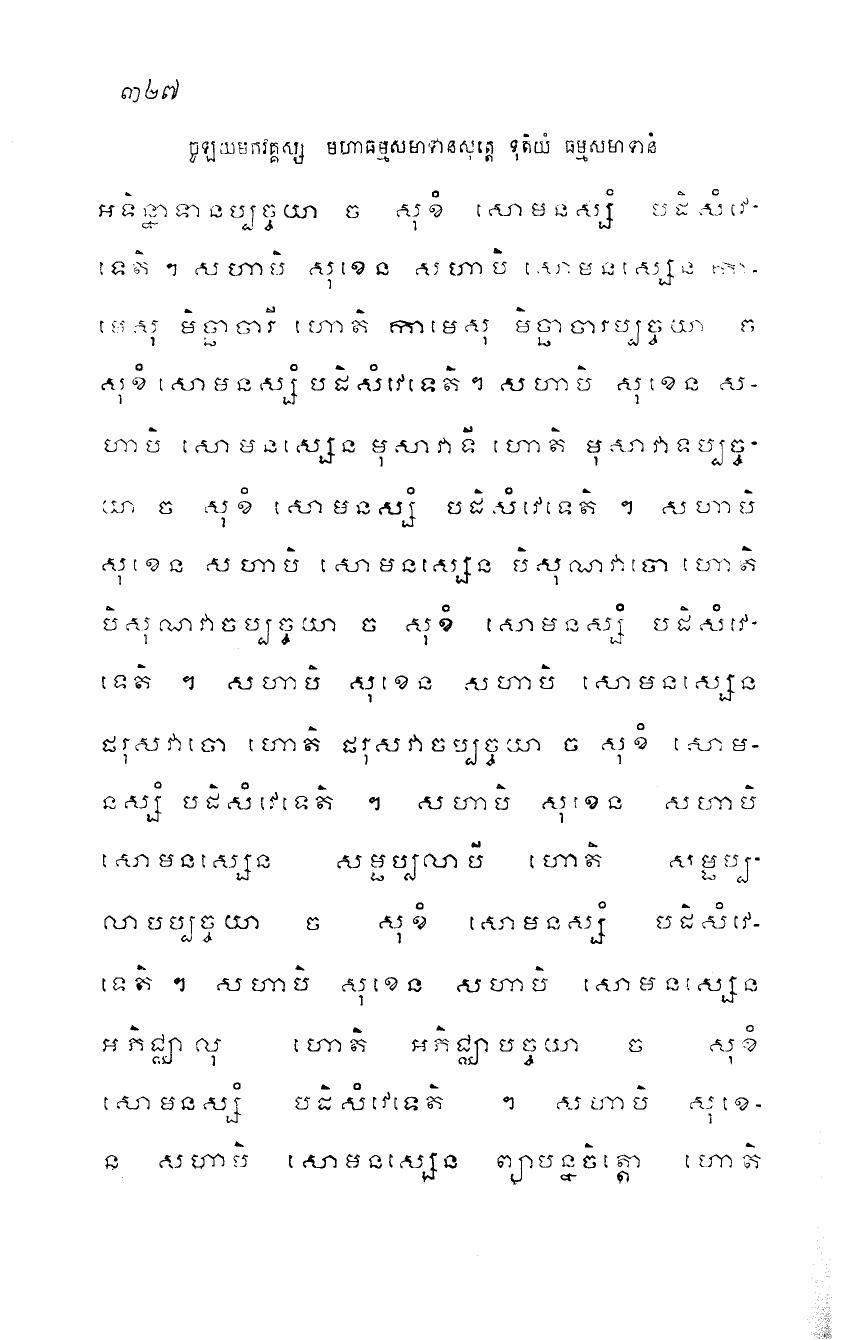 ៣២៧
ចូឡយមកវគ្គស្ស មហាធម្មសមាទានសុត្តេ ទុតិយំ ធម្មសមាទានំ
អទិន្នាទានប្បច្ចយា ច សុខំ សោមនស្សំ បដិសំវេ-
ទេតិ ។ សហាបិ សុខេន សហាបិ សោមនស្សេន កា-
មេសុ មិច្ឆាចារី ហោតិ កាមេសុ មិច្ឆាចារប្បច្ចយា ច
សុខំ សោមនស្សំ បដិសំវេទេតិ ។ សហាបិ សុខេន ស-
ហាបិ សោមនស្សេន មុសាវាទី ហោតិ មុសាវាទប្បច្ច-
យា ច សុខំ សោមនស្សំ បដិសំវេទេតិ ។ សហាបិ
សុខេន សហាបិ សោមនស្សេន បិសុណវាចោ ហោតិ
បិសុណវាចប្បច្ចយា ច សុខំ សោមនស្សំ បដិសំវេ-
ទេតិ ។ សហាបិ សុខេន សហាបិ សោមនស្សេន
ផរុសវាចោ ហោតិ ផរុសវាចប្បច្ចយា ច សុខំ សោម-
នស្សំ បដិសំវេទេតិ ។ សហាបិ សុខេន សហាបិ
សោមនស្សេន សម្ផប្បលាបី ហោតិ សម្ផប្ប-
លាបប្បច្ចយា ច សុខំ សោមនស្សំ បដិសំវេ-
ទេតិ ។ សហាបិ សុខេន សហាបិ សោមនស្សេន
អភិជ្ឈាលុ ហោតិ អភិជ្ឈាបច្ចយា ច សុខំ
សោមនស្សំ បដិសំវេទេតិ ។ សហាបិ សុខេ-
ន សហាបិ សោមនស្សេន ព្យាបន្នចិត្តោ ហោតិ